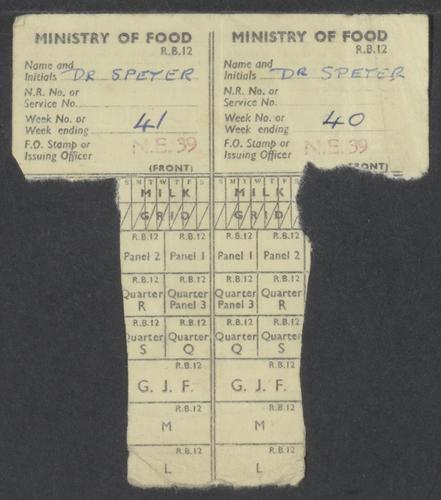 MINISTRY OF FOOD
R.B.12
Name and Initials DR SPEYER
N.R. No. or Service No.
Week No. or Week ending 41
F.O. Stamp or Issuing Officer N.E. 39
(FRONT)
MINISTRY OF FOOD
R.B.12
Name and Initials DR SPEYER
N.R. No. or Service No.
Week No. or Week ending 40
F.O. Stamp or Issuing Officer N.E. 39
(FRONT)
S M T W T F S S M T W T F S
MILK MILK
GRID GRID
R.B.12 R.B.12 R.B.12 R.B.12
Panel 2 Panel 1 Panel 1 Panel 2
R.B.12 R.B.12 R.B.12 R.B.12
Quarter Quarter Quarter Quarter
R Panel 3 Panel 3 R
R.B.12 R.B.12 R.B.12 R.B.12
Quarter Quarter Quarter Quarter
S Q Q S
R.B.12 R.B.12
G. J. F. G. J. F.
R.B.12 R.B.12
M M
R.B.12 R.B.12
L L